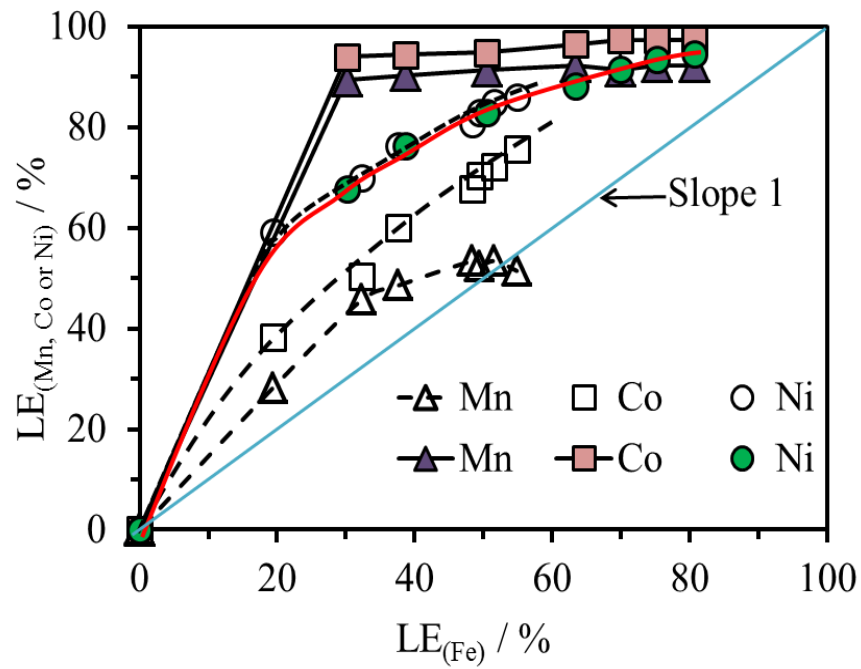 100
80
60
40
20
0
LE(Mn, Co or Ni) / %
Slope 1
Mn Co Ni
Mn Co Ni
0 20 40 60 80 100
LE(Fe) / %